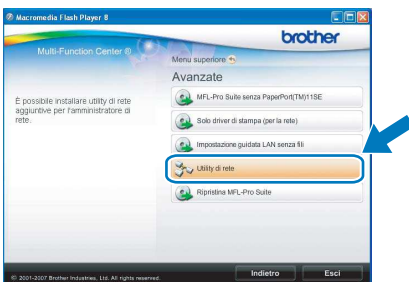 Macromedia Flash Player 8
brother
Multi-Function Center ®
Menu superiore
Avanzate
È possibile installare utility di rete
aggiuntive per l'amministratore di
rete.
MFL-Pro Suite senza PaperPort(TM)11SE
Solo driver di stampa (per la rete)
Impostazione guidata LAN senza fili
Utility di rete
Ripristina MFL-Pro Suite
Indietro
Esci
© 2001-2007 Brother Industries, Ltd. All rights reserved.